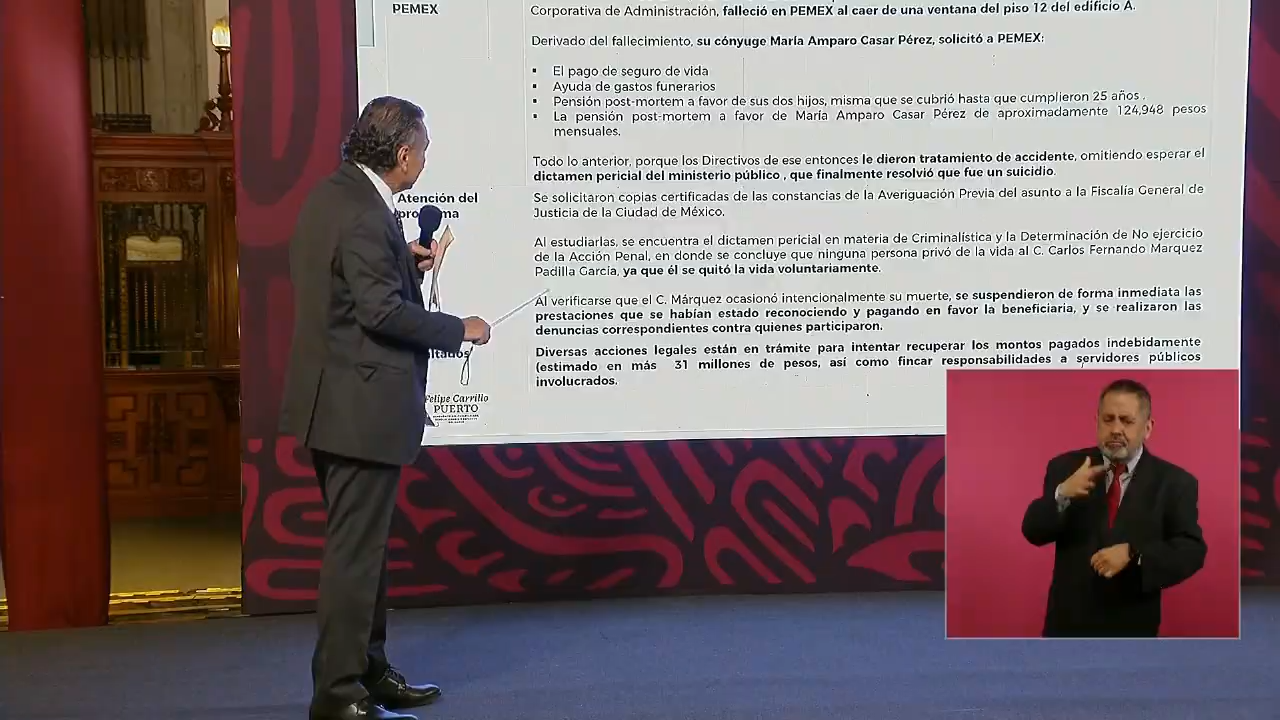 PEMEX
Corporativa de Administración, falleció en PEMEX al caer de una ventana del piso 12 del edificio A.
Derivado del fallecimiento, su cónyuge María Amparo Casar Pérez, solicitó a PEMEX:
▪ El pago de seguro de vida
▪ Ayuda de gastos funerarios
▪ Pensión post-mortem a favor de sus dos hijos, misma que se cubrió hasta que cumplieron 25 años .
▪ La pensión post-mortem a favor de María Amparo Casar Pérez de aproximadamente 124,948 pesos
mensuales.
Todo lo anterior, porque los Directivos de ese entonces le dieron tratamiento de accidente, omitiendo esperar el
dictamen pericial del ministerio público , que finalmente resolvió que fue un suicidio.
Atención del
Se solicitaron copias certificadas de las constancias de la Averiguación Previa del asunto a la Fiscalía General de
Justicia de la Ciudad de México.
Al estudiarlas, se encuentra el dictamen pericial en materia de Criminalística y la Determinación de No ejercicio
de la Acción Penal, en donde se concluye que ninguna persona privó de la vida al C. Carlos Fernando Marquez
Padilla García, ya que él se quitó la vida voluntariamente.
Al verificarse que el C. Márquez ocasionó intencionalmente su muerte, se suspendieron de forma inmediata las
prestaciones que se habían estado reconociendo y pagando en favor la beneficiaria, y se realizaron las
denuncias correspondientes contra quienes participaron.
Diversas acciones legales están en trámite para intentar recuperar los montos pagados indebidamente
(estimado en más 31 millones de pesos, así como fincar responsabilidades a servidores públicos
involucrados.
Felipe Carrillo
PUERTO